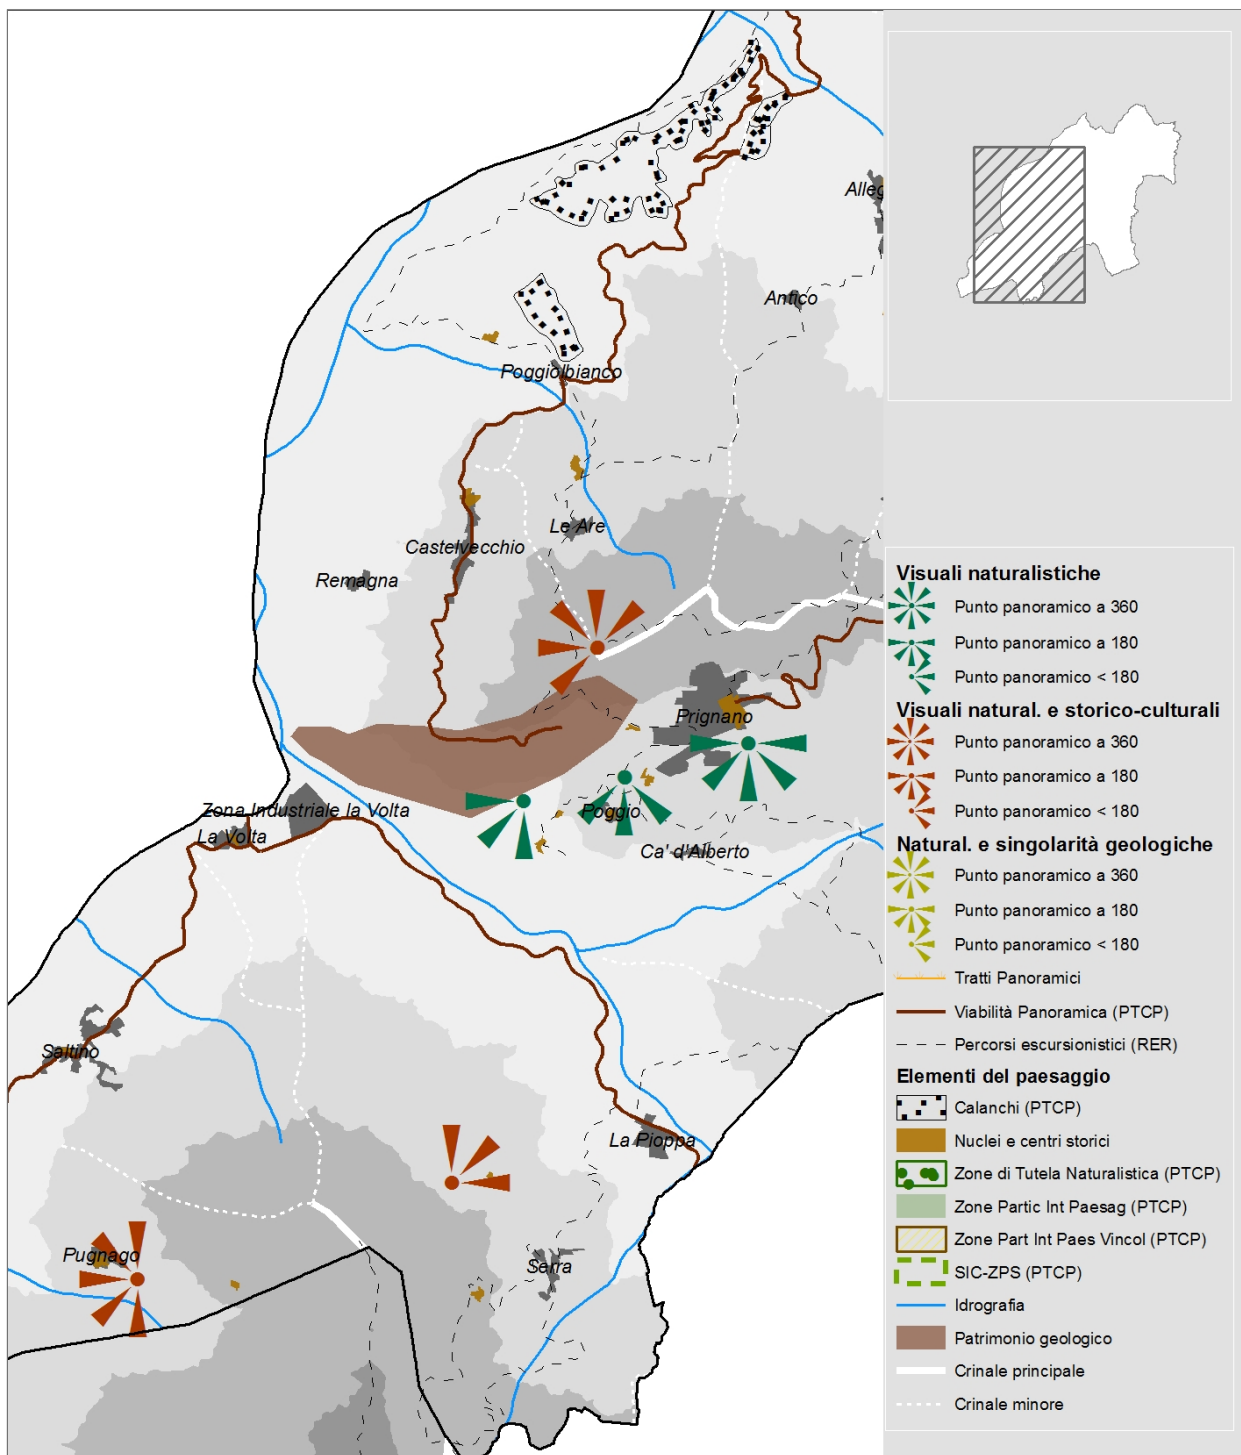 Alleg
Antico
Poggiolbianco
Le Are
Castelvecchio
Remagna
Prignano
Poggio
Zona Industriale la Volta
La Volta
Ca' d'Alberto
Saltino
La Pioppa
Pugnago
Serra
Visuali naturalistiche
Punto panoramico a 360
Punto panoramico a 180
Punto panoramico < 180
Visuali natural. e storico-culturali
Punto panoramico a 360
Punto panoramico a 180
Punto panoramico < 180
Natural. e singolarità geologiche
Punto panoramico a 360
Punto panoramico a 180
Punto panoramico < 180
Tratti Panoramici
Viabilità Panoramica (PTCP)
Percorsi escursionistici (RER)
Elementi del paesaggio
Calanchi (PTCP)
Nuclei e centri storici
Zone di Tutela Naturalistica (PTCP)
Zone Partic Int Paesag (PTCP)
Zone Part Int Paes Vincol (PTCP)
SIC-ZPS (PTCP)
Idrografia
Patrimonio geologico
Crinale principale
Crinale minore